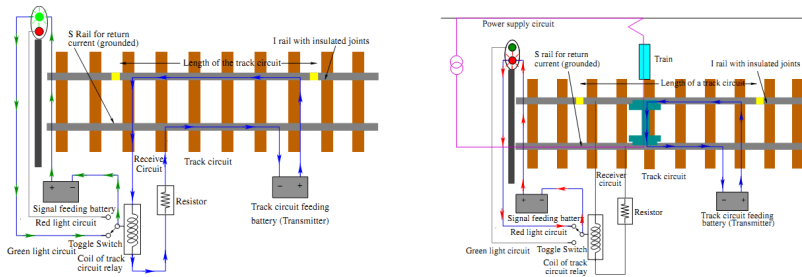 S Rail for return
current (grounded)
I rail with insulated joints
Length of the track circuit
Receiver
Circuit
Track circuit
- +
+ -
Signal feeding battery
Resistor
Track circuit feeding
battery (Transmitter)
Red light circuit
Toggle Switch
Green light circuit
Coil of track
circuit relay
Power supply circuit
Train
S rail for return
current (grounded)
I rail with insulated joints
Length of a track circuit
Receiver
circuit
Track circuit
- +
+ -
Signal feeding battery
Resistor
Track circuit feeding
battery (Transmitter)
Red light circuit
Toggle Switch
Green light circuit
Coil of track
circuit relay